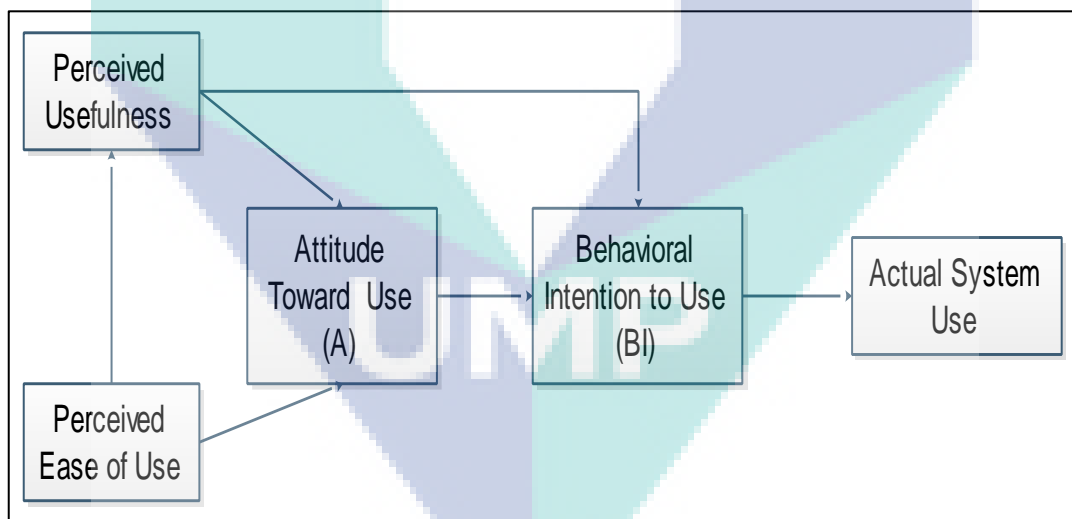 Perceived
Usefulness
Attitude
Toward Use
(A)
Behavioral
Intention to Use
(BI)
Actual System
Use
Perceived
Ease of Use
UMP